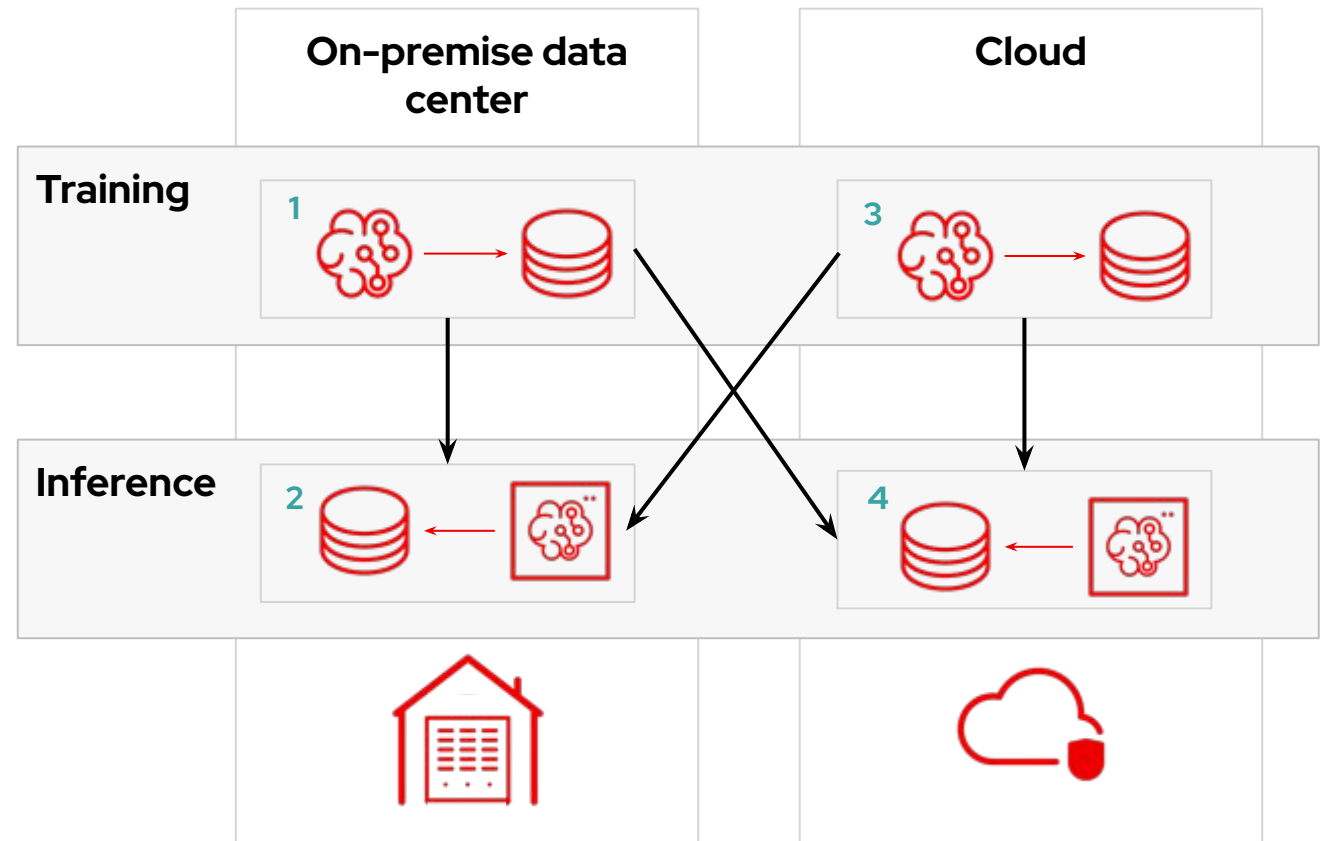 On-premise data
center
Cloud
Training
1
3
Inference
2
4